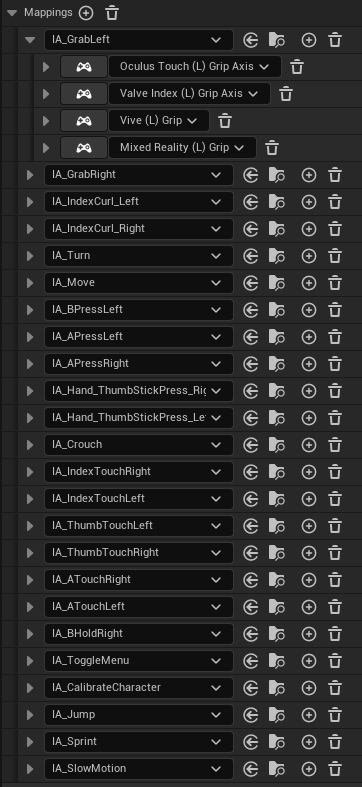 Mappings
IA_GrabLeft
Oculus Touch (L) Grip Axis
Valve Index (L) Grip Axis
Vive (L) Grip
Mixed Reality (L) Grip
IA_GrabRight
IA_IndexCurl_Left
IA_IndexCurl_Right
IA_Turn
IA_Move
IA_BPressLeft
IA_APressLeft
IA_APressRight
IA_Hand_ThumbStickPress_Rig
IA_Hand_ThumbStickPress_Le
IA_Crouch
IA_IndexTouchRight
IA_IndexTouchLeft
IA_ThumbTouchLeft
IA_ThumbTouchRight
IA_ATouchRight
IA_ATouchLeft
IA_BHoldRight
IA_ToggleMenu
IA_CalibrateCharacter
IA_Jump
IA_Sprint
IA_SlowMotion